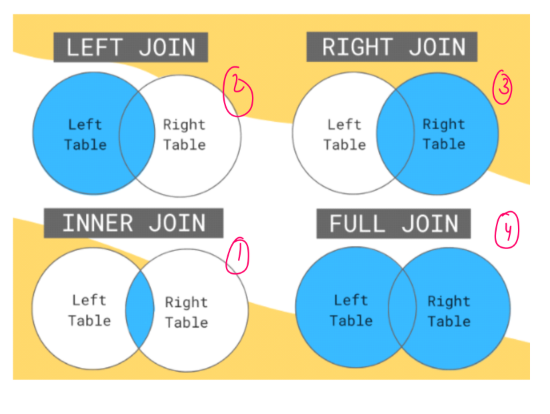 LEFT JOIN
Left
Table
Right
Table
2
RIGHT JOIN
Left
Table
Right
Table
3
INNER JOIN
Left
Table
Right
Table
1
FULL JOIN
Left
Table
Right
Table
4